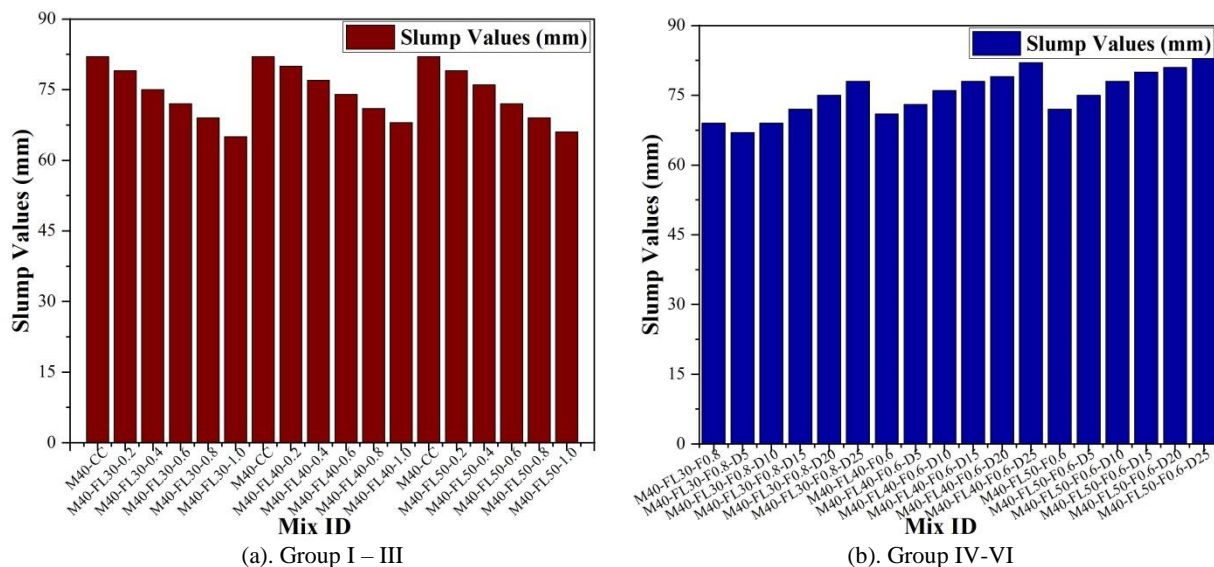 90
75
60
45
30
15
0
Slump Values (mm)
Slump Values (mm)
M40-CC
M40-FL30-0.2
M40-FL30-0.4
M40-FL30-0.6
M40-FL30-0.8
M40-FL30-1.0
M40-CC
M40-FL40-0.2
M40-FL40-0.4
M40-FL40-0.6
M40-FL40-0.8
M40-FL40-1.0
M40-CC
M40-FL50-0.2
M40-FL50-0.4
M40-FL50-0.6
M40-FL50-0.8
M40-FL50-1.0
Mix ID
(a). Group I – III
90
75
60
45
30
15
0
Slump Values (mm)
Slump Values (mm)
M40-FL30-F0.8
M40-FL30-F0.8-D5
M40-FL30-F0.8-D10
M40-FL30-F0.8-D15
M40-FL30-F0.8-D20
M40-FL30-F0.8-D25
M40-FL40-F0.6
M40-FL40-F0.6-D5
M40-FL40-F0.6-D10
M40-FL40-F0.6-D15
M40-FL40-F0.6-D20
M40-FL40-F0.6-D25
M40-FL50-F0.6
M40-FL50-F0.6-D5
M40-FL50-F0.6-D10
M40-FL50-F0.6-D15
M40-FL50-F0.6-D20
M40-FL50-F0.6-D25
Mix ID
(b). Group IV-VI